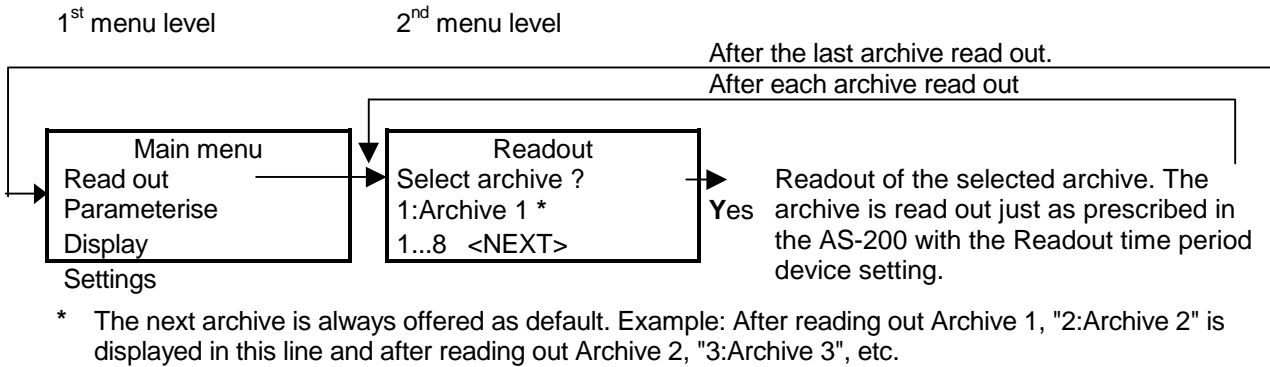 1st menu level
2nd menu level
After the last archive read out.
After each archive read out
Main menu
Read out
Parameterise
Display
Settings
Readout
Select archive ?
1:Archive 1 *
1...8 <NEXT>
Yes
Readout of the selected archive. The
archive is read out just as prescribed in
the AS-200 with the Readout time period
device setting.
* The next archive is always offered as default. Example: After reading out Archive 1, "2:Archive 2" is
displayed in this line and after reading out Archive 2, "3:Archive 3", etc.